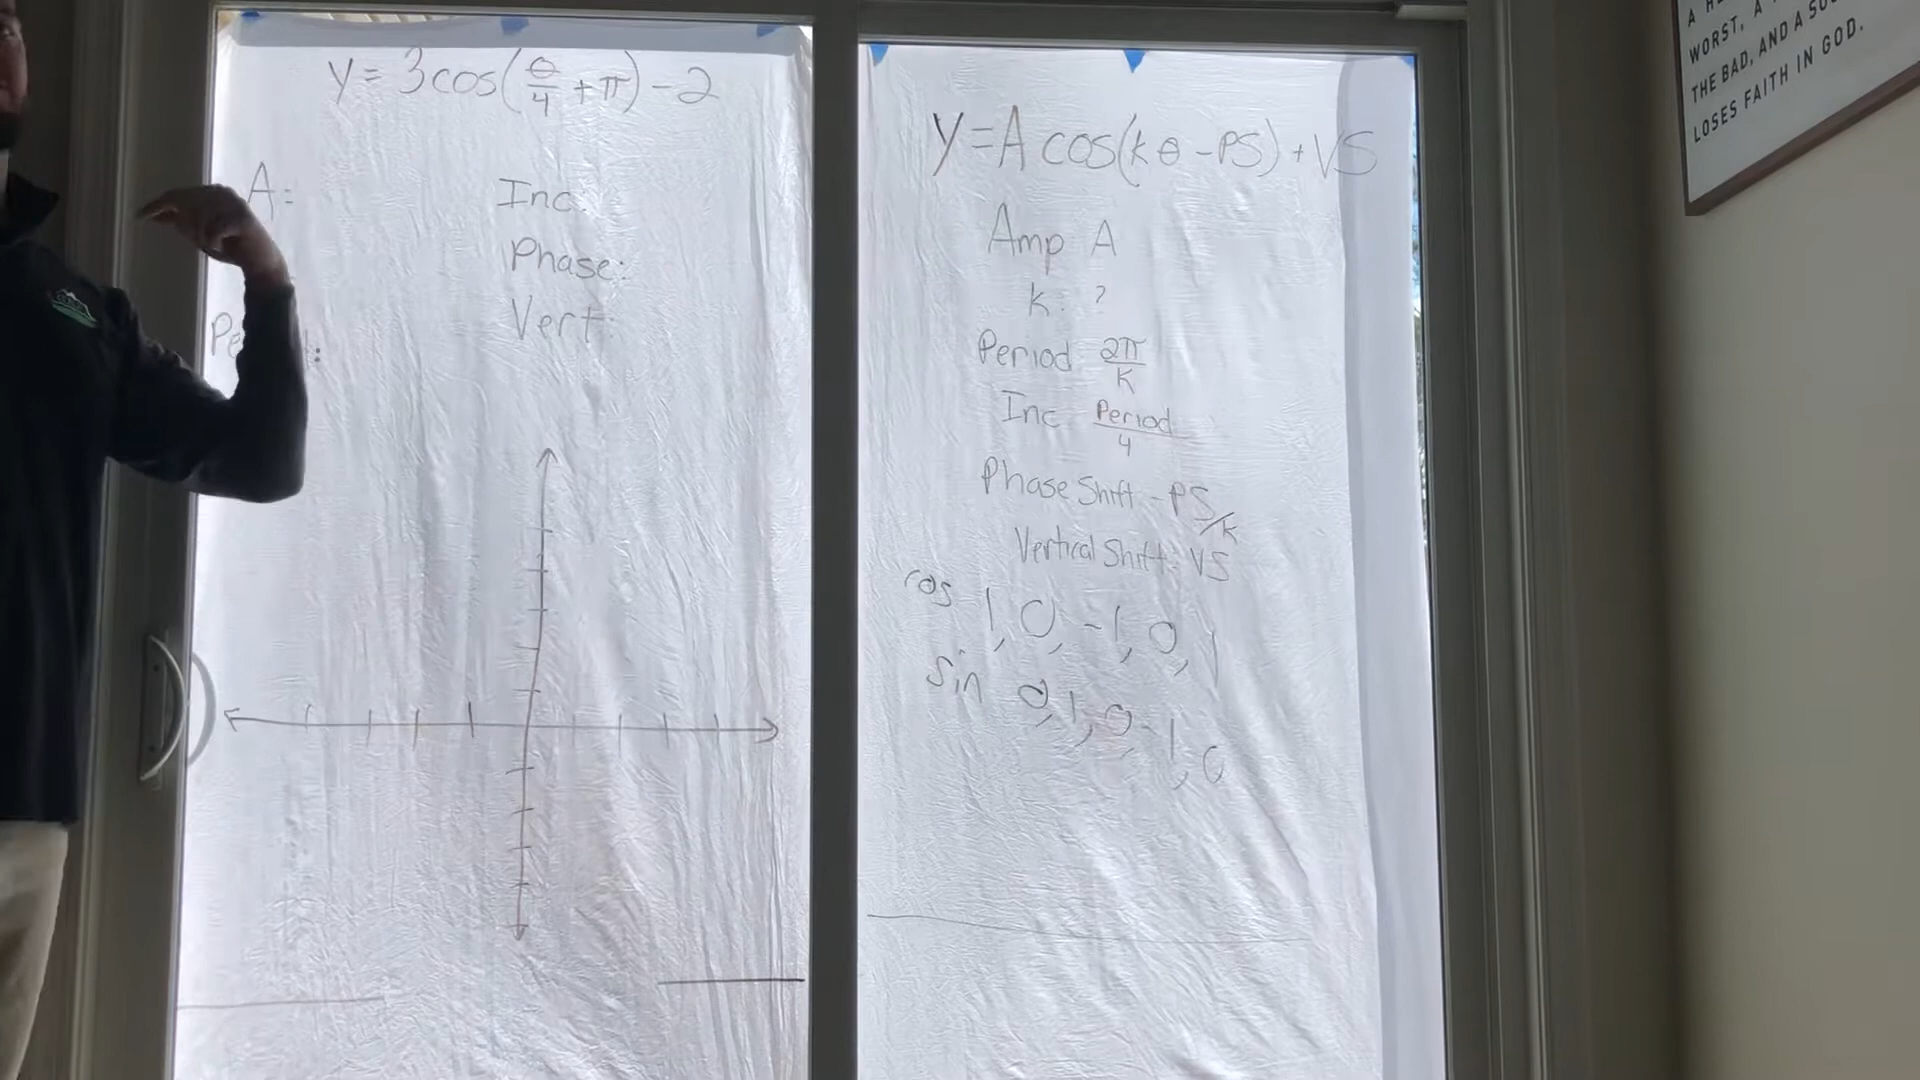 y = 3cos(θ/4 + π) - 2
A:
Inc:
Phase:
Vert:
y = A cos(kθ - PS) + VS
Amp A
k: ?
Period 2π/K
Inc Period/4
Phase Shift - PS/k
Vertical Shift: VS
cos 1, 0, -1, 0, 1
sin 0, 1, 0, -1, 0
WORST, A
THE BAD, AND A
LOSES FAITH IN GOD.